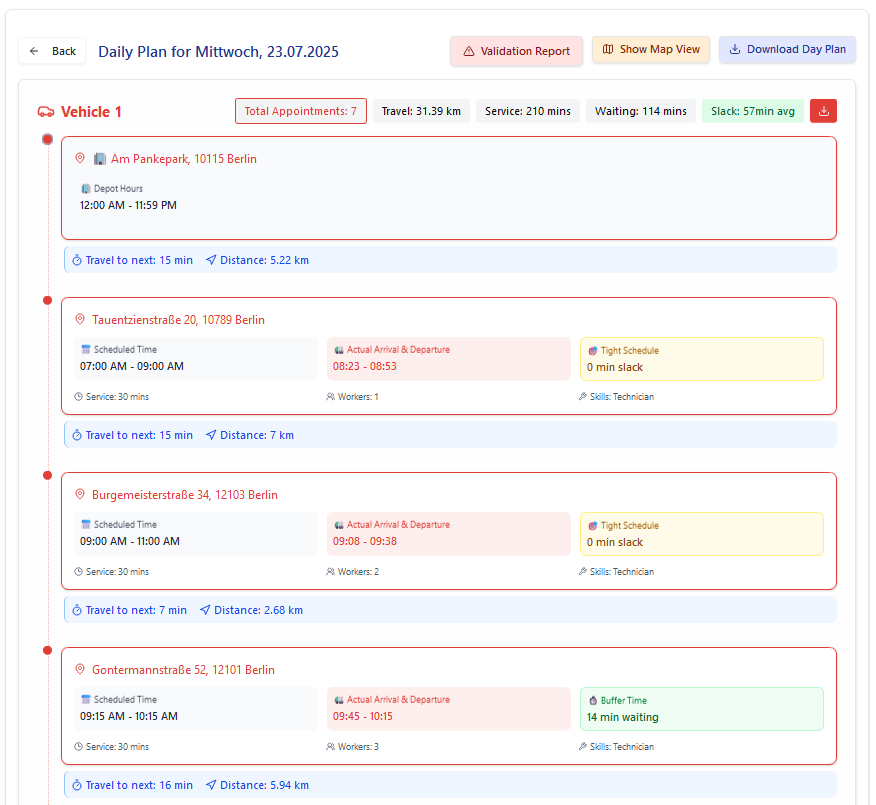 Back
Daily Plan for Mittwoch, 23.07.2025
Validation Report
Show Map View
Download Day Plan
Vehicle 1
Total Appointments: 7
Travel: 31.39 km
Service: 210 mins
Waiting: 114 mins
Slack: 57min avg
Am Pankepark, 10115 Berlin
Depot Hours
12:00 AM - 11:59 PM
Travel to next: 15 min
Distance: 5.22 km
Tauentzienstraße 20, 10789 Berlin
Scheduled Time
07:00 AM - 09:00 AM
Actual Arrival & Departure
08:23 - 08:53
Tight Schedule
0 min slack
Service: 30 mins
Workers: 1
Skills: Technician
Travel to next: 15 min
Distance: 7 km
Burgemeisterstraße 34, 12103 Berlin
Scheduled Time
09:00 AM - 11:00 AM
Actual Arrival & Departure
09:08 - 09:38
Tight Schedule
0 min slack
Service: 30 mins
Workers: 2
Skills: Technician
Travel to next: 7 min
Distance: 2.68 km
Gontermannstraße 52, 12101 Berlin
Scheduled Time
09:15 AM - 10:15 AM
Actual Arrival & Departure
09:45 - 10:15
Buffer Time
14 min waiting
Service: 30 mins
Workers: 3
Skills: Technician
Travel to next: 16 min
Distance: 5.94 km